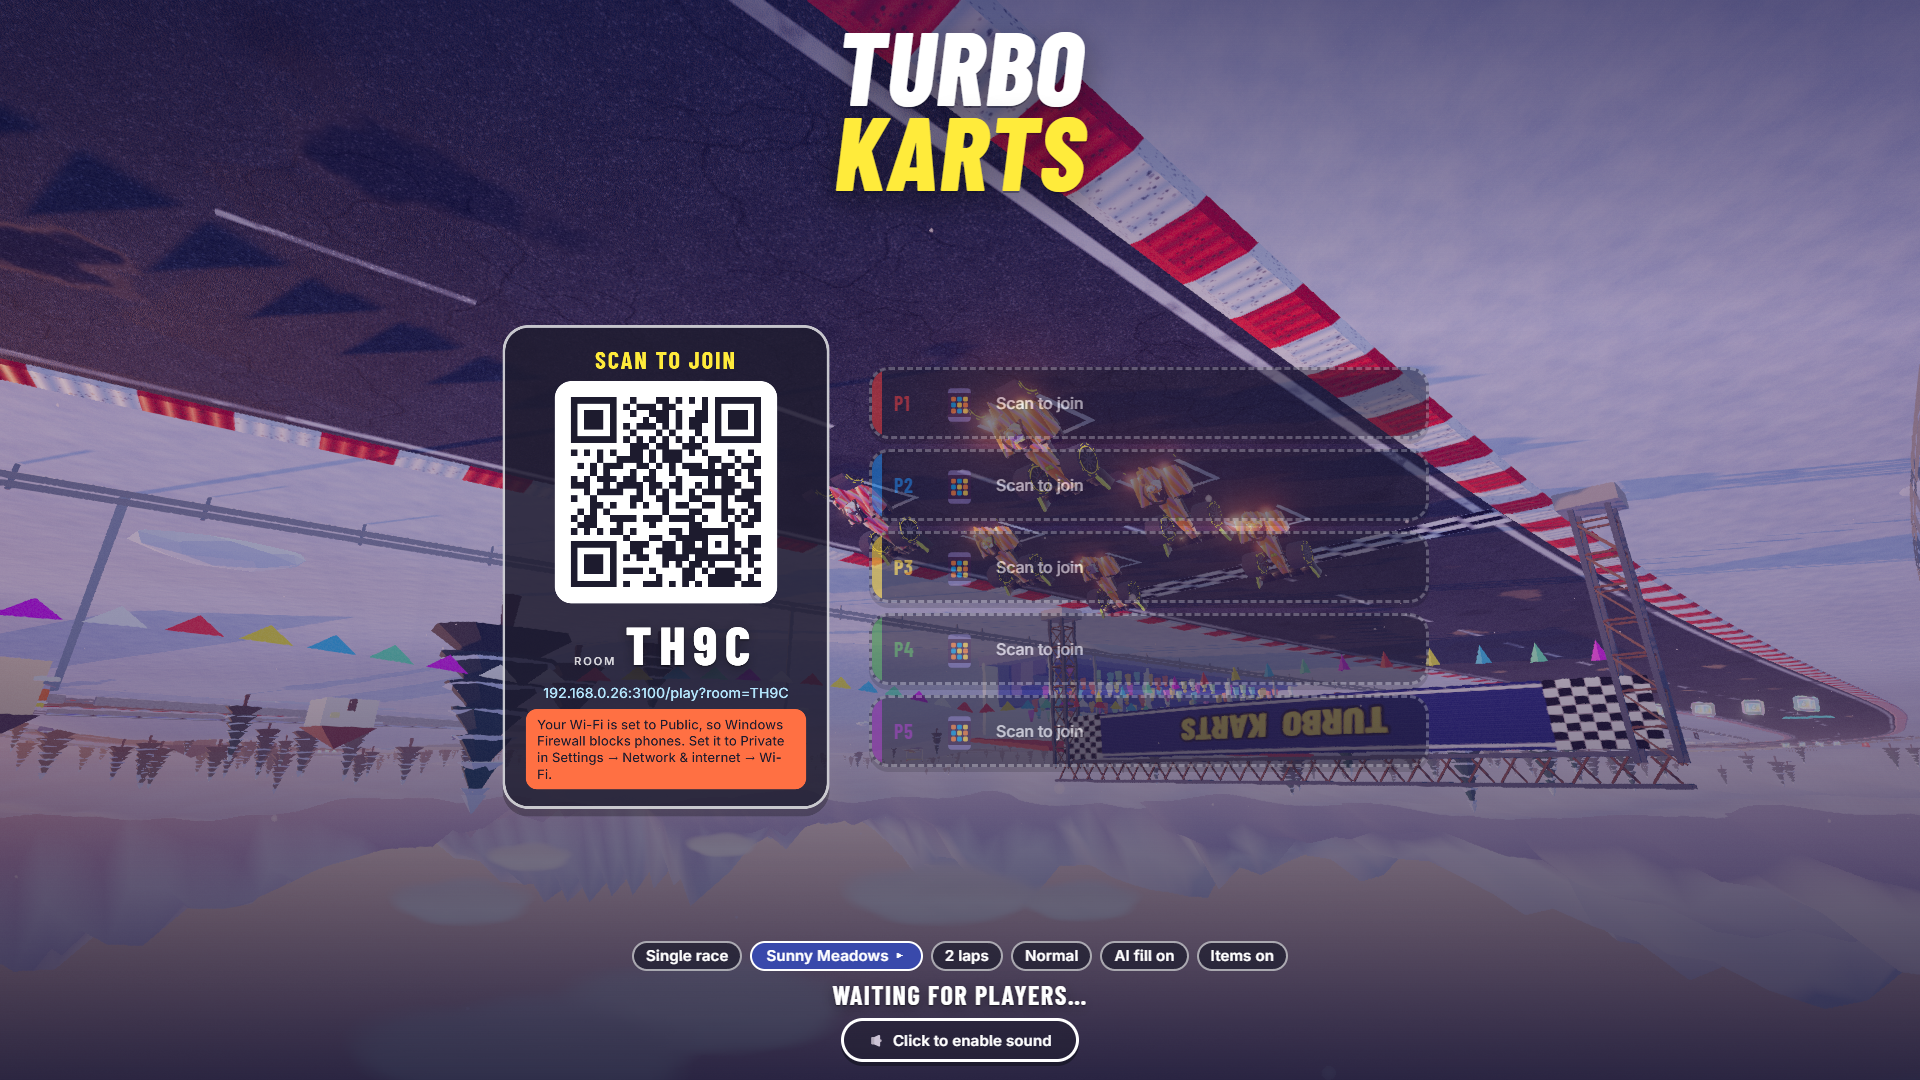 TURBO
KARTS
SCAN TO JOIN
ROOM TH9C
192.168.0.26:3100/play?room=TH9C
Your Wi-Fi is set to Public, so Windows
Firewall blocks phones. Set it to Private
in Settings → Network & internet → Wi-
Fi.
P1 Scan to join
P2 Scan to join
P3 Scan to join
P4 Scan to join
P5 Scan to join
TURBO KARTS
Single race
Sunny Meadows ▸
2 laps
Normal
AI fill on
Items on
WAITING FOR PLAYERS...
Click to enable sound